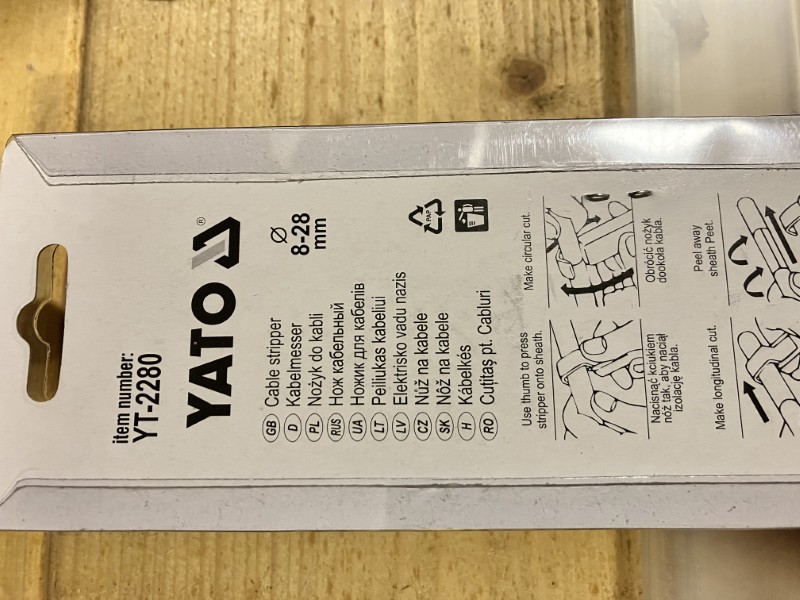 item number:
YT-2280
YATO ®
Ø
8-28
mm
GB Cable stripper
D Kabelmesser
PL Nożyk do kabli
RUS Нож кабельный
UA Ножик для кабелів
LT Peiliukas kabeliui
LV Elektrisko vadu nazis
CZ Nůž na kabele
SK Nož na kabele
H Kábelkés
RO Cuțitaș pt. Cabluri
PAP
Use thumb to press
stripper onto sheath.
Make circular cut.
Nacisnąć kciukiem
nóż tak, aby naciął
izolację kabla.
Obrócić nożyk
dookoła kabla.
Make longitudinal cut.
Peel away
sheath Peet.